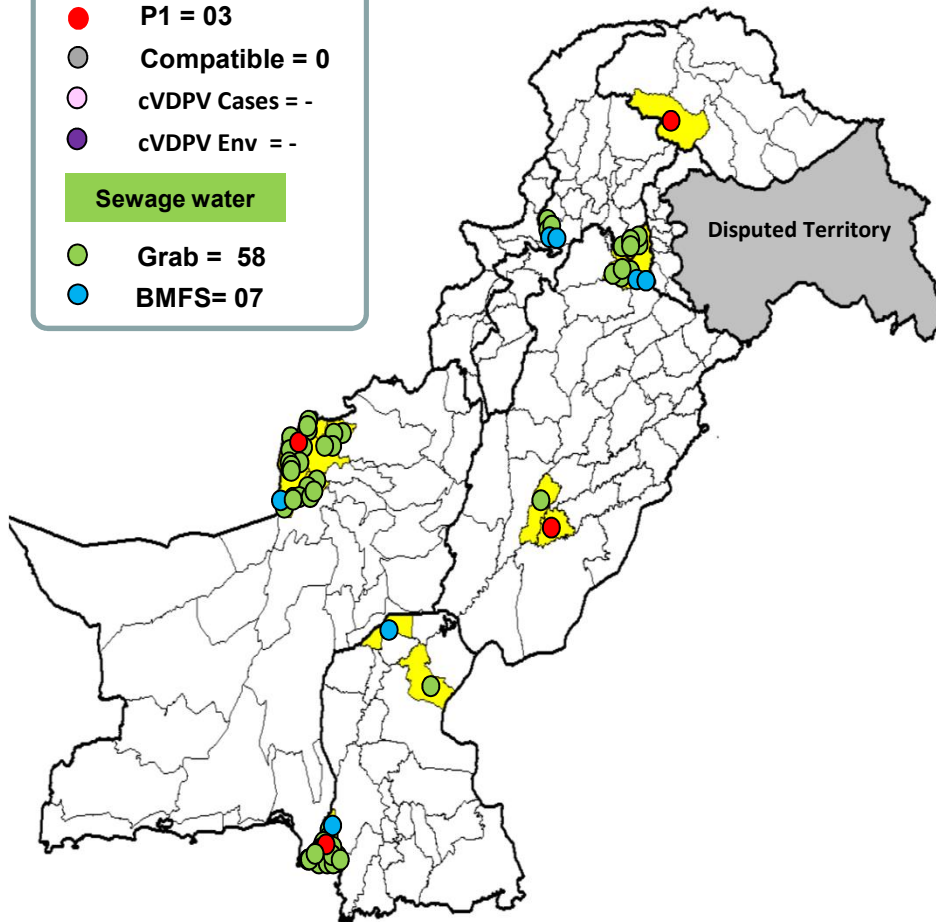 P1 = 03
Compatible = 0
cVDPV Cases = -
cVDPV Env = -
Sewage water
Grab = 58
BMFS= 07
Disputed Territory